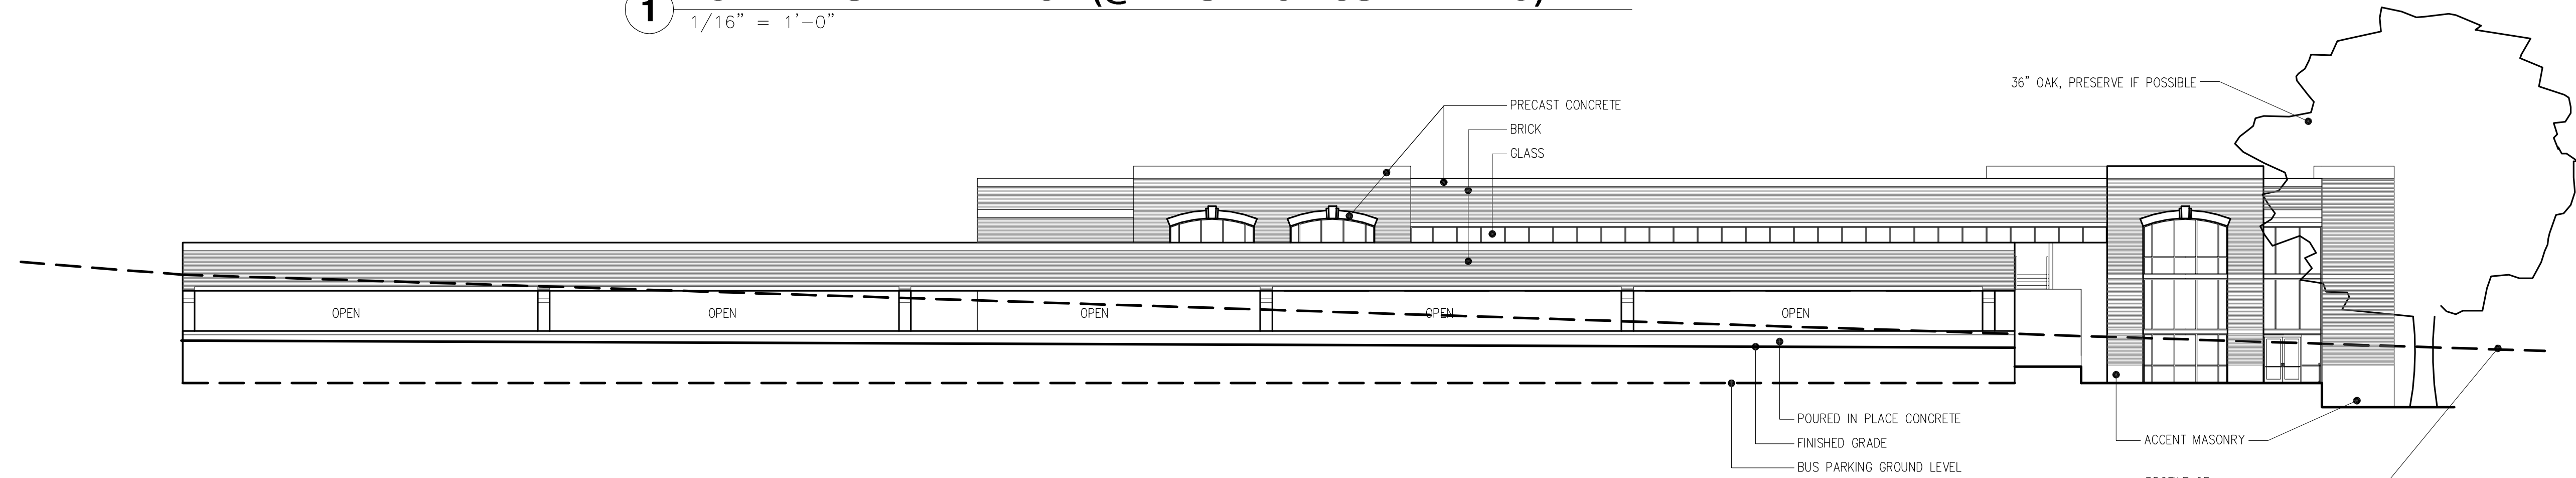 1
1/16" = 1'-0"
36" OAK, PRESERVE IF POSSIBLE
PRECAST CONCRETE
BRICK
GLASS
OPEN
OPEN
OPEN
OPEN
OPEN
POURED IN PLACE CONCRETE
FINISHED GRADE
BUS PARKING GROUND LEVEL
ACCENT MASONRY